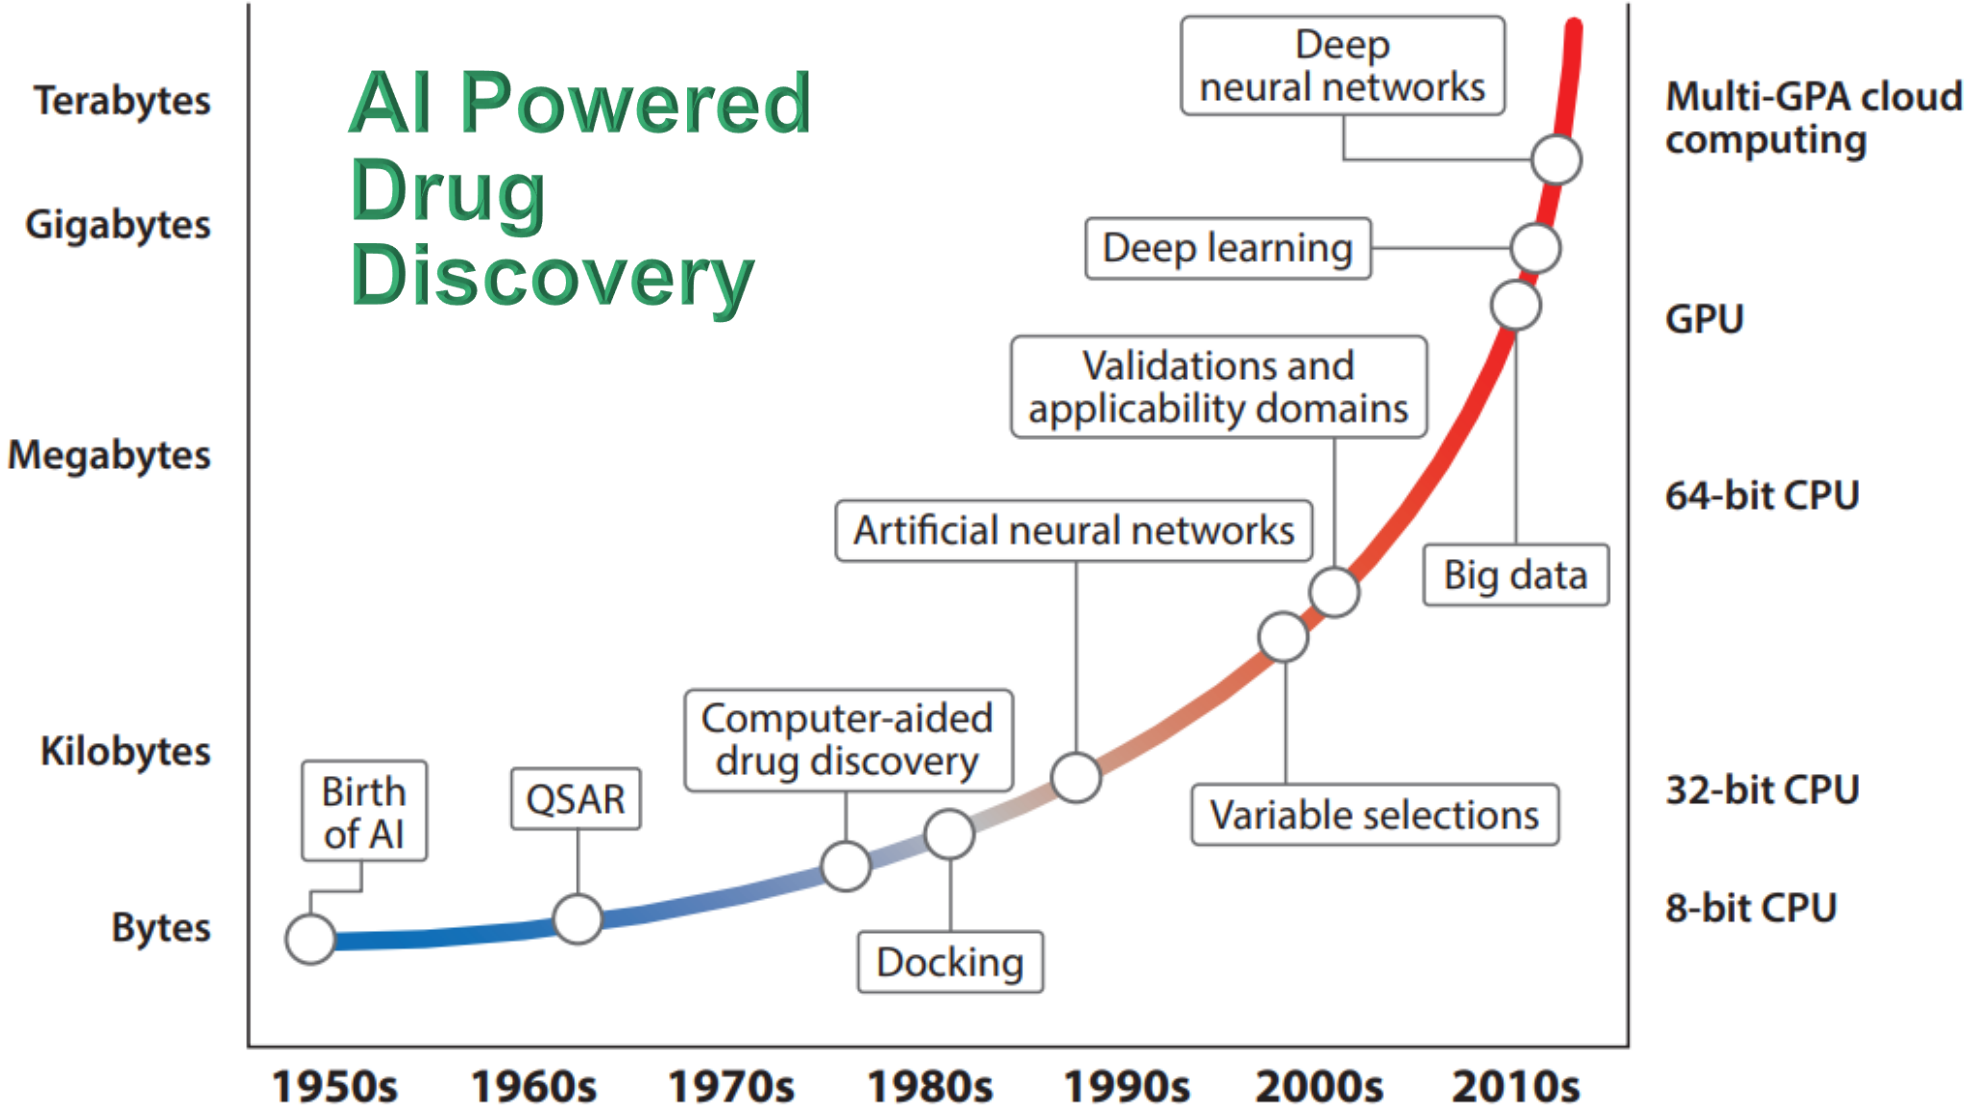 AI Powered
Drug
Discovery
Terabytes
Gigabytes
Megabytes
Kilobytes
Bytes
Deep
neural networks
Deep learning
Validations and
applicability domains
Artificial neural networks
Big data
Computer-aided
drug discovery
Birth
of AI
QSAR
Variable selections
Docking
Multi-GPA cloud
computing
GPU
64-bit CPU
32-bit CPU
8-bit CPU
1950s
1960s
1970s
1980s
1990s
2000s
2010s